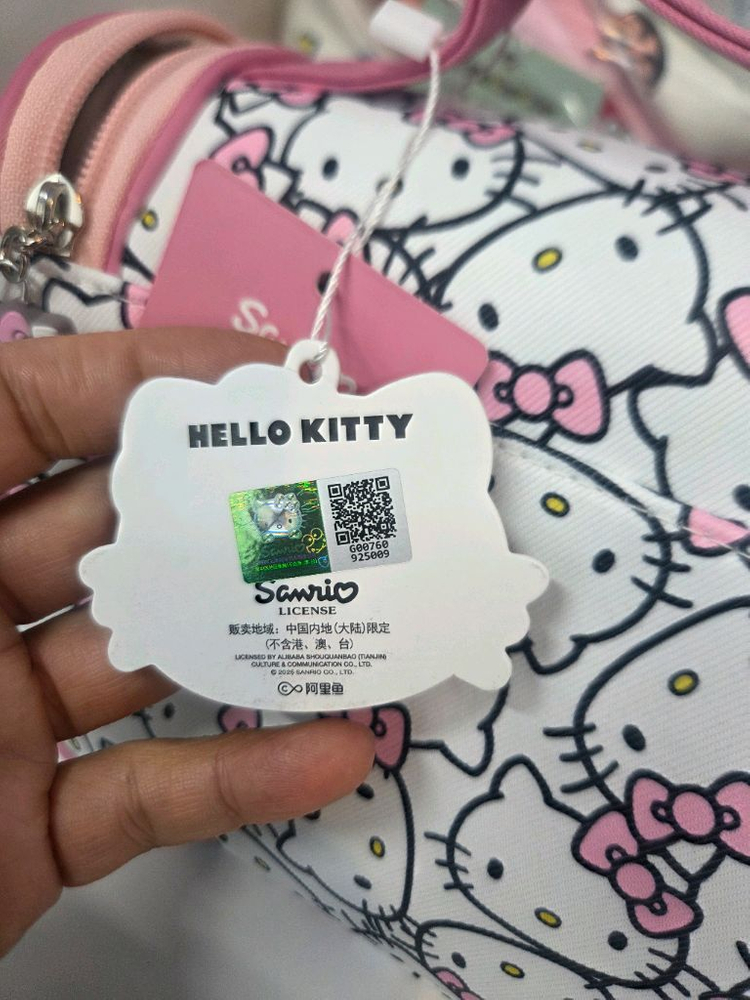 HELLO KITTY
Sanrio
G00760
925009
Sanrio
LICENSE
贩卖地域：中国内地(大陆)限定
(不含港、澳、台)
LICENSED BY ALIBABA SHOUQUANBAO (TIANJIN)
CULTURE & COMMUNICATION CO., LTD.
© 2025 SANRIO CO., LTD.
阿里鱼